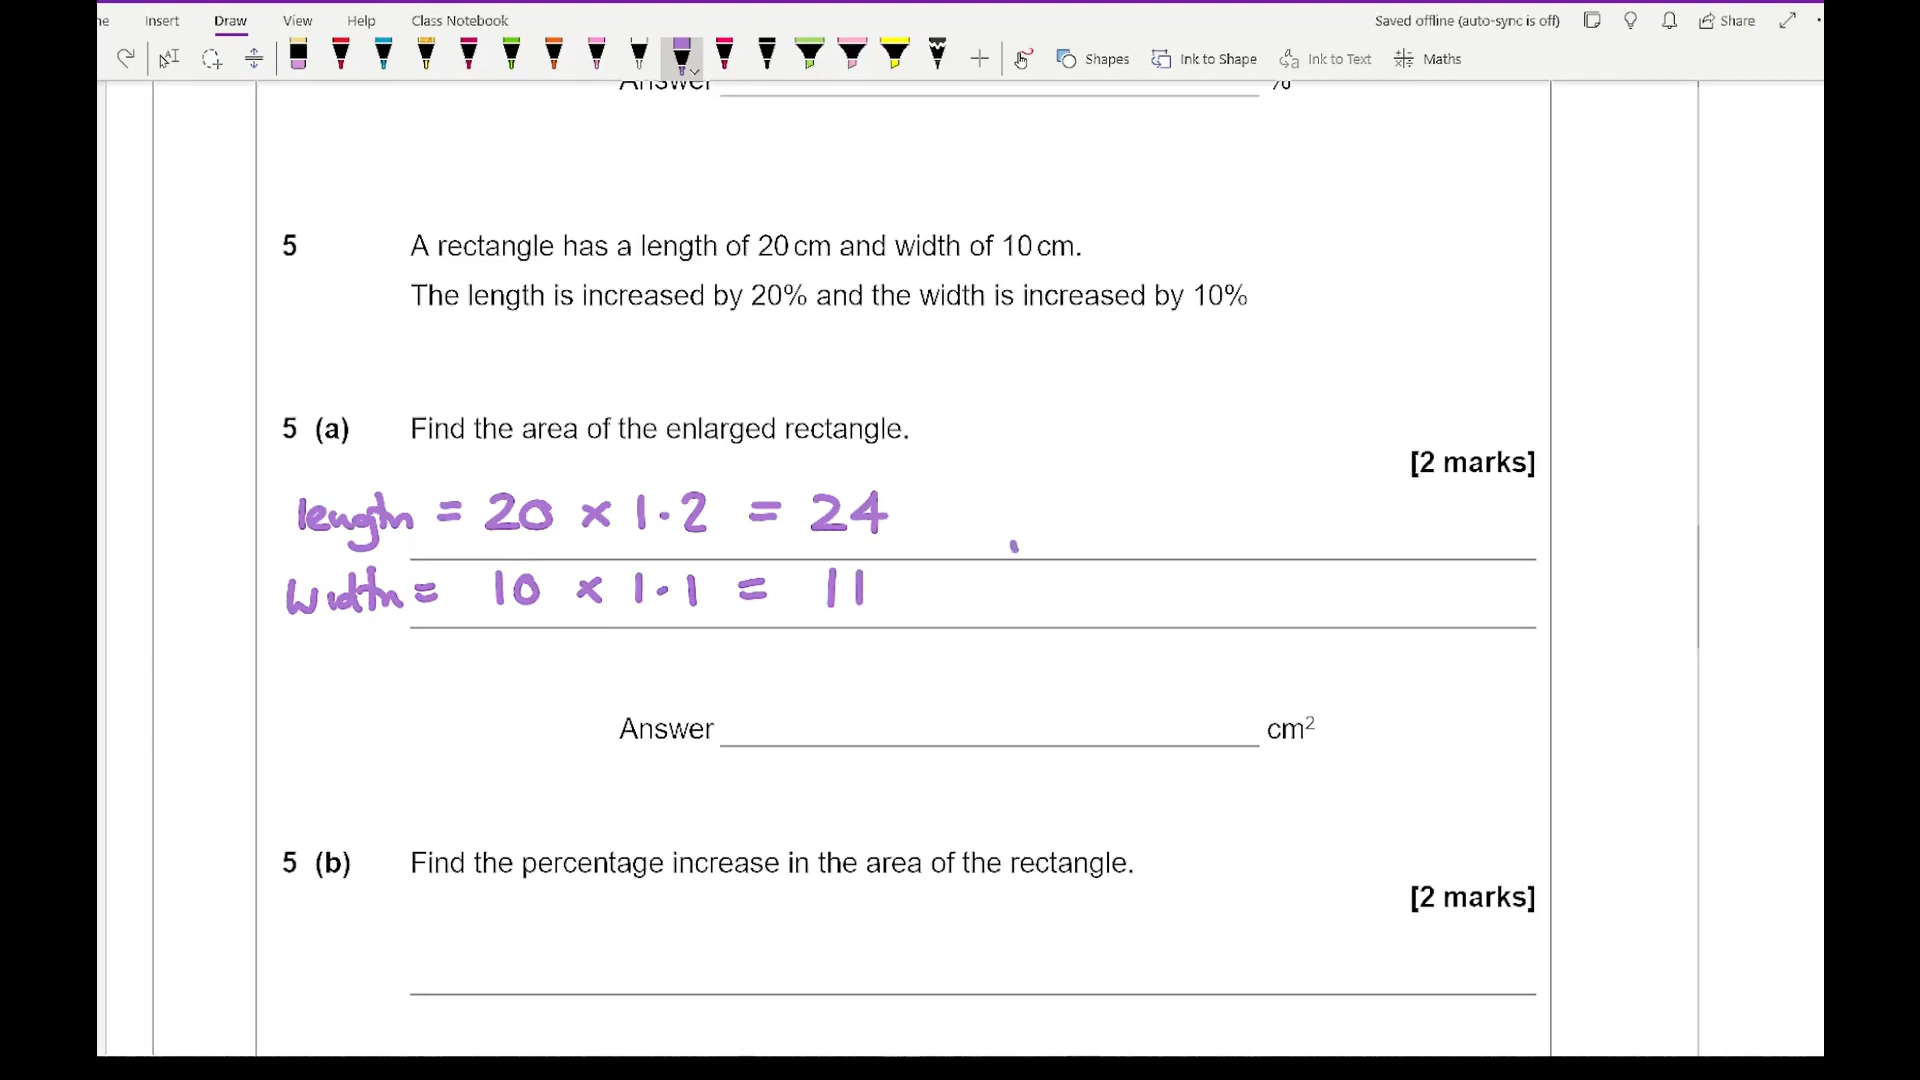 Insert Draw View Help Class Notebook Saved offline (auto-sync is off) Share
Shapes Ink to Shape Ink to Text Maths
Answer %
5 A rectangle has a length of 20 cm and width of 10 cm.
The length is increased by 20% and the width is increased by 10%
5 (a) Find the area of the enlarged rectangle.
[2 marks]
length = 20 × 1·2 = 24
Width = 10 × 1·1 = 11
Answer cm²
5 (b) Find the percentage increase in the area of the rectangle.
[2 marks]